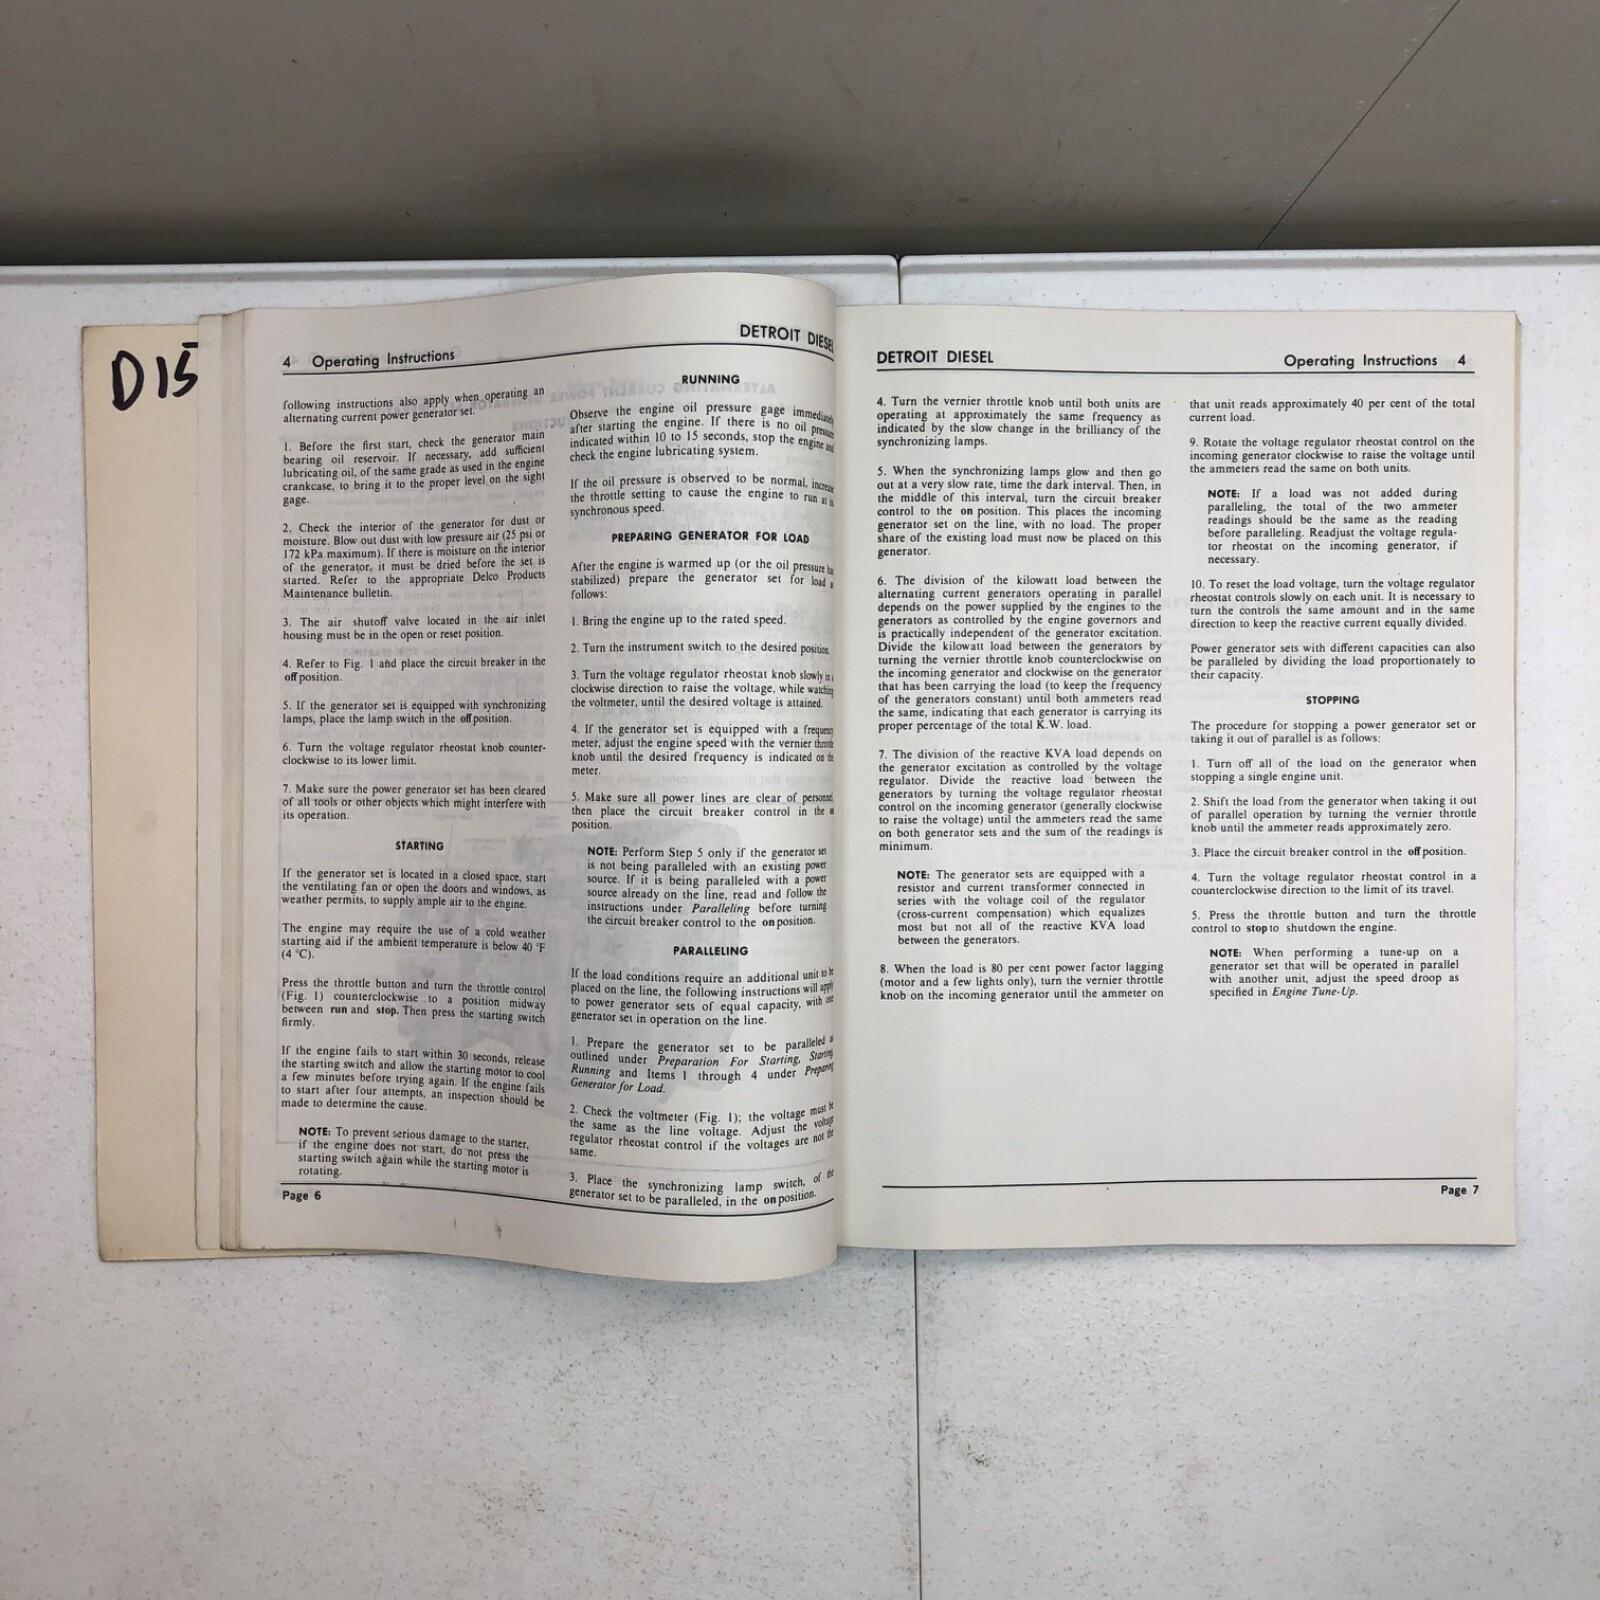 D15
4 Operating Instructions
DETROIT DIESEL
following instructions also apply when operating an
alternating current power generator set.
1. Before the first start, check the generator main
bearing oil reservoir. If necessary, add sufficient
lubricating oil, of the same grade as used in the engine
crankcase, to bring it to the proper level on the sight
gage.
2. Check the interior of the generator for dust or
moisture. Blow out dust with low pressure air (25 psi or
172 kPa maximum). If there is moisture on the interior
of the generator, it must be dried before the set is
started. Refer to the appropriate Delco Products
Maintenance bulletin.
3. The air shutoff valve located in the air inlet
housing must be in the open or reset position.
4. Refer to Fig. 1 and place the circuit breaker in the
off position.
5. If the generator set is equipped with synchronizing
lamps, place the lamp switch in the off position.
6. Turn the voltage regulator rheostat knob counter-
clockwise to its lower limit.
7. Make sure the power generator set has been cleared
of all tools or other objects which might interfere with
its operation.
STARTING
If the generator set is located in a closed space, start
the ventilating fan or open the doors and windows, as
weather permits, to supply ample air to the engine.
The engine may require the use of a cold weather
starting aid if the ambient temperature is below 40 °F
(4 °C).
Press the throttle button and turn the throttle control
(Fig. 1) counterclockwise to a position midway
between run and stop. Then press the starting switch
firmly.
If the engine fails to start within 30 seconds, release
the starting switch and allow the starting motor to cool
a few minutes before trying again. If the engine fails
to start after four attempts, an inspection should be
made to determine the cause.
NOTE: To prevent serious damage to the starter,
if the engine does not start, do not press the
starting switch again while the starting motor is
rotating.
Page 6
RUNNING
Observe the engine oil pressure gage immediately
after starting the engine. If there is no oil pressure
indicated within 10 to 15 seconds, stop the engine and
check the engine lubricating system.
If the oil pressure is observed to be normal, increase
the throttle setting to cause the engine to run at
synchronous speed.
PREPARING GENERATOR FOR LOAD
After the engine is warmed up (or the oil pressure has
stabilized) prepare the generator set for load as
follows:
1. Bring the engine up to the rated speed.
2. Turn the instrument switch to the desired position.
3. Turn the voltage regulator rheostat knob slowly in a
clockwise direction to raise the voltage, while watching
the voltmeter, until the desired voltage is attained.
4. If the generator set is equipped with a frequency
meter, adjust the engine speed with the vernier throttle
knob until the desired frequency is indicated on the
meter.
5. Make sure all power lines are clear of personnel,
then place the circuit breaker control in the on
position.
NOTE: Perform Step 5 only if the generator set
is not being paralleled with an existing power
source. If it is being paralleled with a power
source already on the line, read and follow the
instructions under Paralleling before turning
the circuit breaker control to the on position.
PARALLELING
If the load conditions require an additional unit to be
placed on the line, the following instructions will apply
to power generator sets of equal capacity, with one
generator set in operation on the line.
1. Prepare the generator set to be paralleled as
outlined under Preparation For Starting, Starting,
Running and Items 1 through 4 under Preparing
Generator for Load.
2. Check the voltmeter (Fig. 1); the voltage must be
the same as the line voltage. Adjust the voltage
regulator rheostat control if the voltages are not the
same.
3. Place the synchronizing lamp switch, of the
generator set to be paralleled, in the on position.
DETROIT DIESEL
Operating Instructions 4
4. Turn the vernier throttle knob until both units are
operating at approximately the same frequency as
indicated by the slow change in the brilliancy of the
synchronizing lamps.
5. When the synchronizing lamps glow and then go
out at a very slow rate, time the dark interval. Then, in
the middle of this interval, turn the circuit breaker
control to the on position. This places the incoming
generator set on the line, with no load. The proper
share of the existing load must now be placed on this
generator.
6. The division of the kilowatt load between the
alternating current generators operating in parallel
depends on the power supplied by the engines to the
generators as controlled by the engine governors and
is practically independent of the generator excitation.
Divide the kilowatt load between the generators by
turning the vernier throttle knob counterclockwise on
the incoming generator and clockwise on the generator
that has been carrying the load (to keep the frequency
of the generators constant) until both ammeters read
the same, indicating that each generator is carrying its
proper percentage of the total K.W. load.
7. The division of the reactive KVA load depends on
the generator excitation as controlled by the voltage
regulator. Divide the reactive load between the
generators by turning the voltage regulator rheostat
control on the incoming generator (generally clockwise
to raise the voltage) until the ammeters read the same
on both generator sets and the sum of the readings is
minimum.
NOTE: The generator sets are equipped with a
resistor and current transformer connected in
series with the voltage coil of the regulator
(cross-current compensation) which equalizes
most but not all of the reactive KVA load
between the generators.
8. When the load is 80 per cent power factor lagging
(motor and a few lights only), turn the vernier throttle
knob on the incoming generator until the ammeter on
that unit reads approximately 40 per cent of the total
current load.
9. Rotate the voltage regulator rheostat control on the
incoming generator clockwise to raise the voltage until
the ammeters read the same on both units.
NOTE: If a load was not added during
paralleling, the total of the two ammeter
readings should be the same as the reading
before paralleling. Readjust the voltage regula-
tor rheostat on the incoming generator, if
necessary.
10. To reset the load voltage, turn the voltage regulator
rheostat controls slowly on each unit. It is necessary to
turn the controls the same amount and in the same
direction to keep the reactive current equally divided.
Power generator sets with different capacities can also
be paralleled by dividing the load proportionately to
their capacity.
STOPPING
The procedure for stopping a power generator set or
taking it out of parallel is as follows:
1. Turn off all of the load on the generator when
stopping a single engine unit.
2. Shift the load from the generator when taking it out
of parallel operation by turning the vernier throttle
knob until the ammeter reads approximately zero.
3. Place the circuit breaker control in the off position.
4. Turn the voltage regulator rheostat control in a
counterclockwise direction to the limit of its travel.
5. Press the throttle button and turn the throttle
control to stop to shutdown the engine.
NOTE: When performing a tune-up on a
generator set that will be operated in parallel
with another unit, adjust the speed droop as
specified in Engine Tune-Up.
Page 7